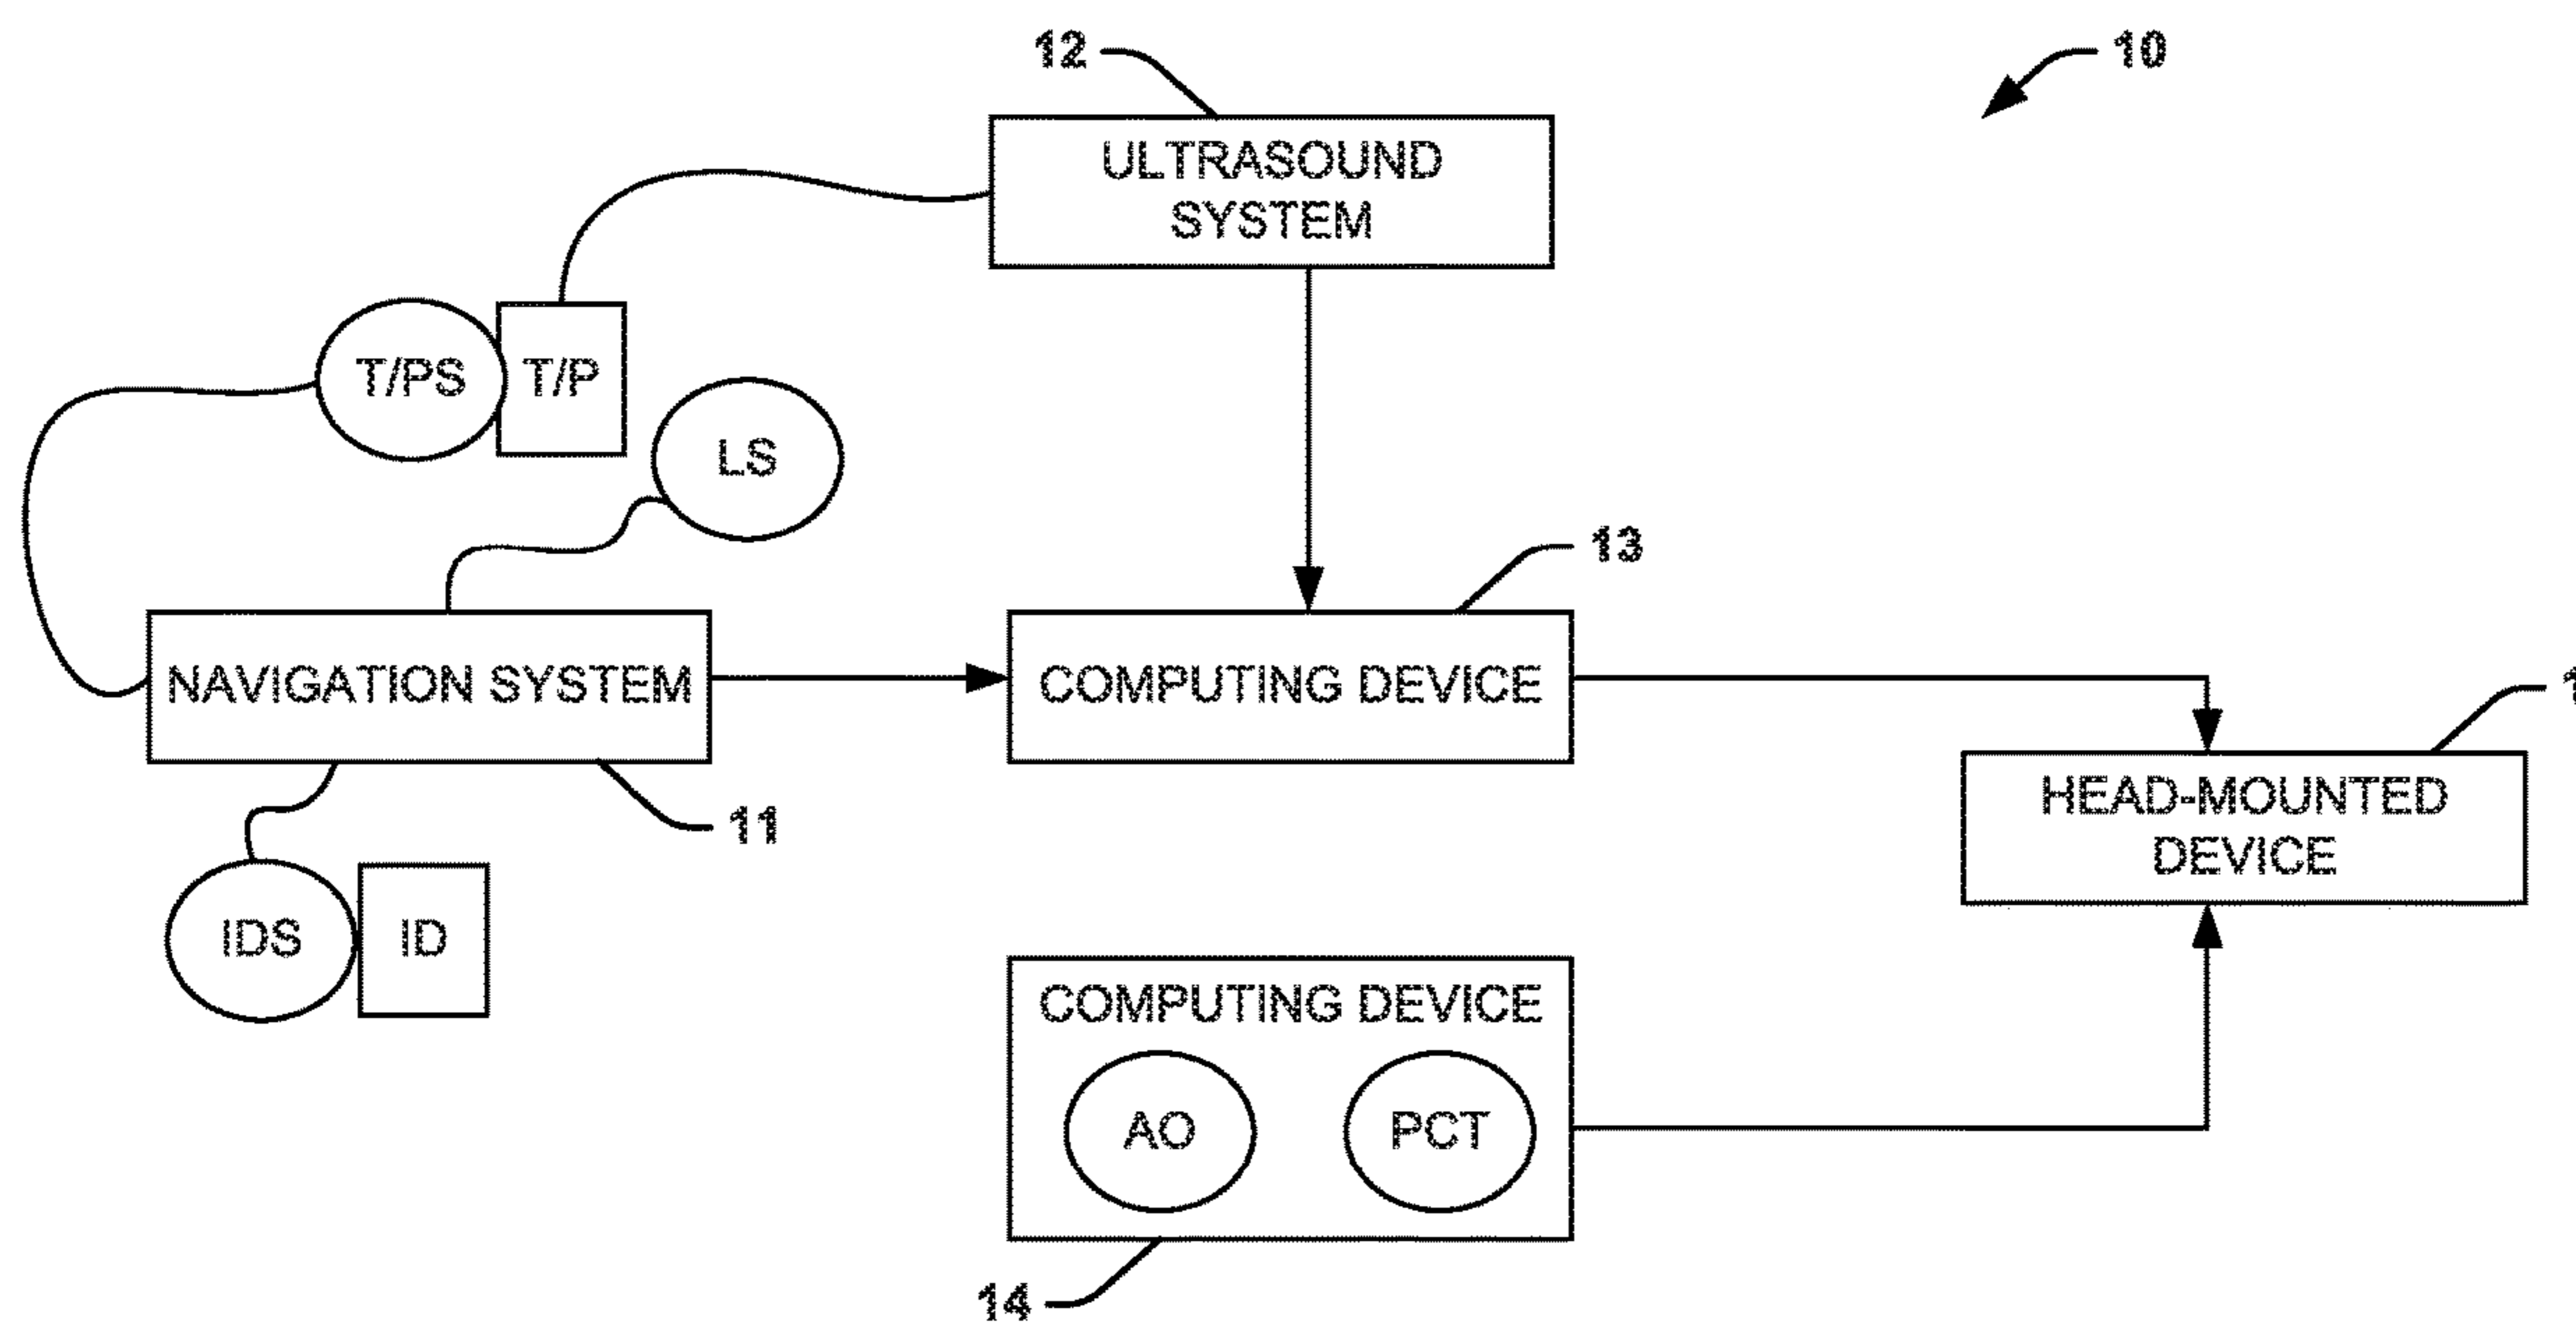 12
10
ULTRASOUND
SYSTEM
T/PS
T/P
LS
13
NAVIGATION SYSTEM
COMPUTING DEVICE
11
HEAD-MOUNTED
DEVICE
IDS
ID
COMPUTING DEVICE
AO
PCT
14